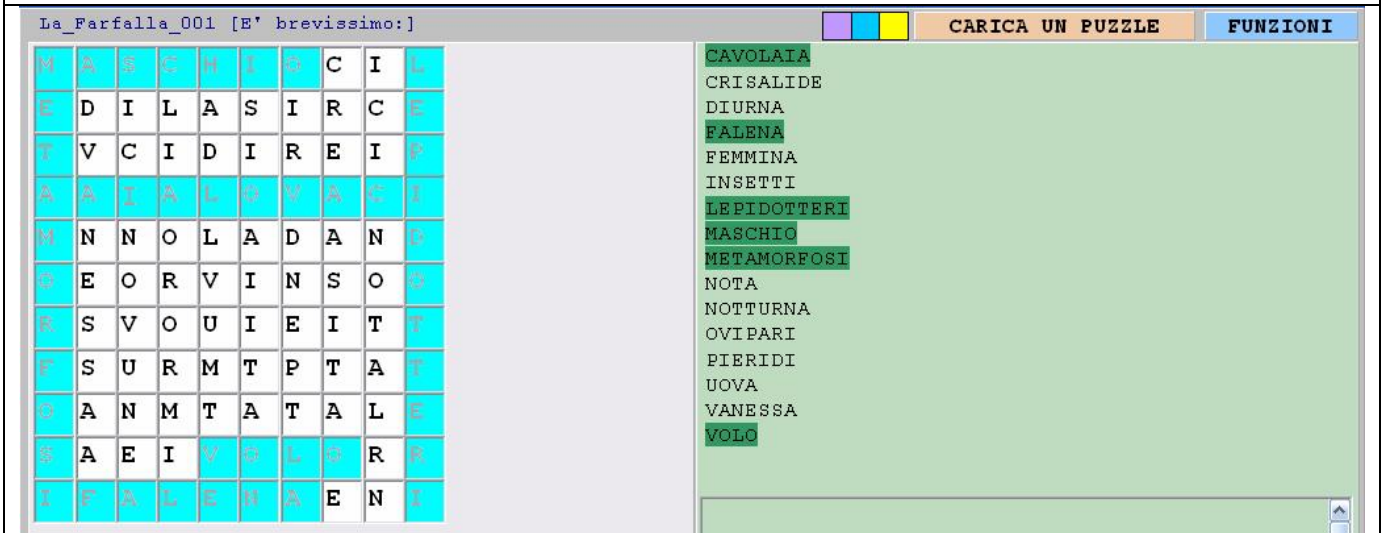 La_Farfalla_001 [E' brevissimo:]
CARICA UN PUZZLE
FUNZIONI
M A S C H I O C I L
E D I L A S I R C E
T V C I D I R E I P
A A I A L O V A C I
M N N O L A D A N D
O E O R V I N S O O
R S V O U I E I T T
F S U R M T P T A T
O A N M T A T A L E
S A E I V O L O R R
I F A L E N A E N I
CAVOLAIA
CRISALIDE
DIURNA
FALENA
FEMMINA
INSETTI
LEPIDOTTERI
MASCHIO
METAMORFOSI
NOTA
NOTTURNA
OVIPARI
PIERIDI
UOVA
VANESSA
VOLO